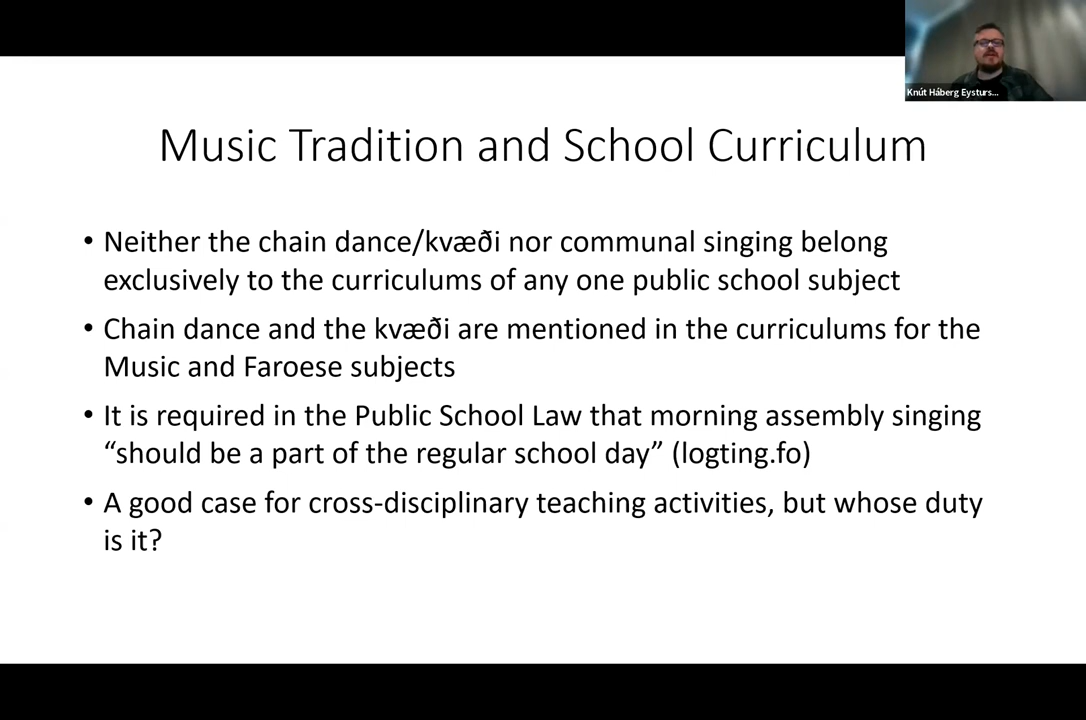 Knút Háberg Eysturs...
Music Tradition and School Curriculum
• Neither the chain dance/kvæði nor communal singing belong
exclusively to the curriculums of any one public school subject
• Chain dance and the kvæði are mentioned in the curriculums for the
Music and Faroese subjects
• It is required in the Public School Law that morning assembly singing
“should be a part of the regular school day” (logting.fo)
• A good case for cross-disciplinary teaching activities, but whose duty
is it?